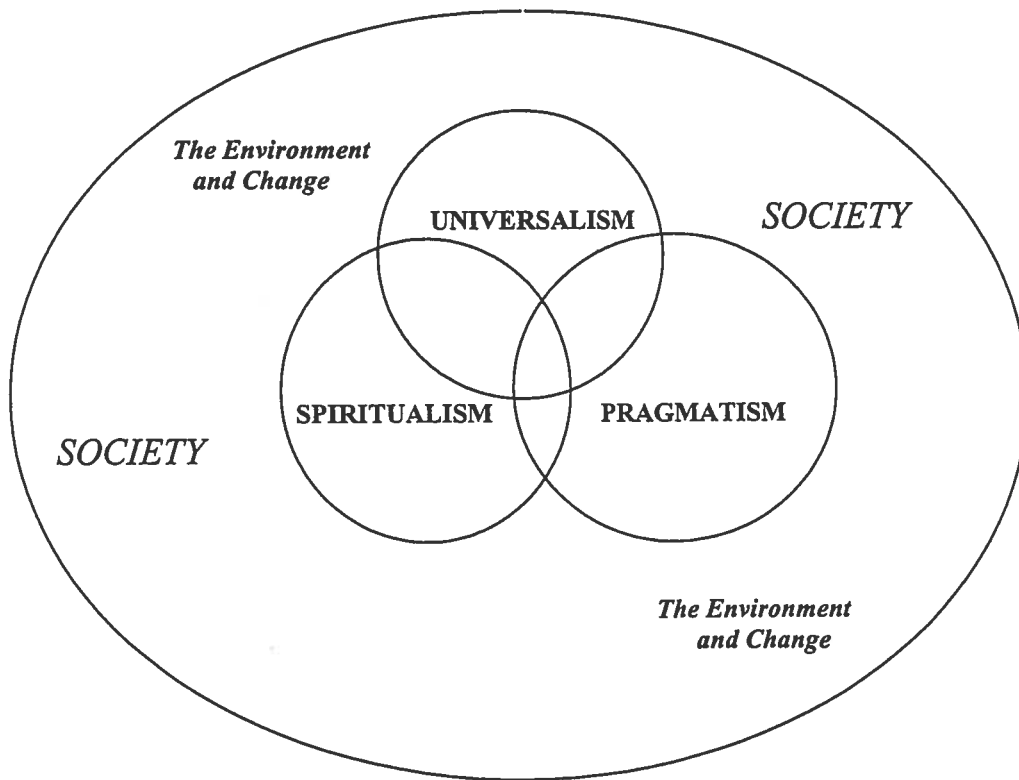 The Environment
and Change
UNIVERSALISM
SOCIETY
SPIRITUALISM
PRAGMATISM
SOCIETY
The Environment
and Change